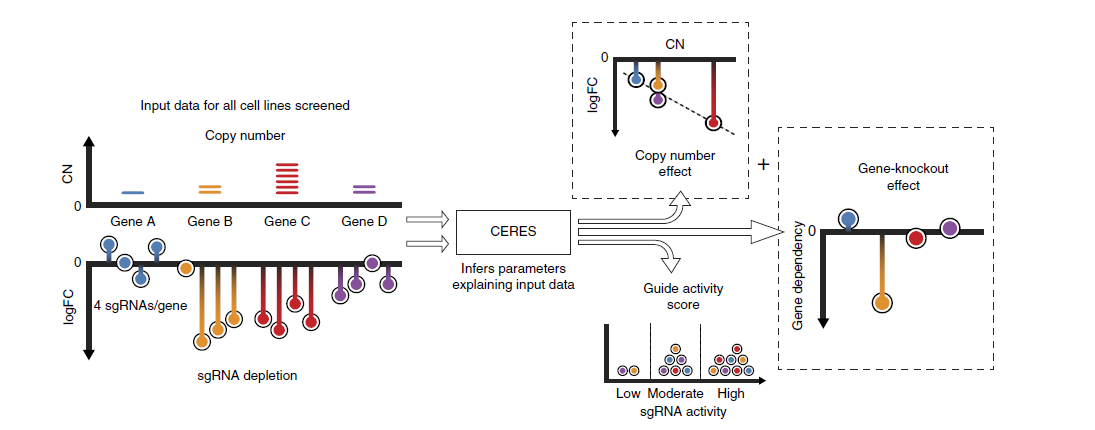 Input data for all cell lines screened
Copy number
CN
0
Gene A
Gene B
Gene C
Gene D
0
logFC
4 sgRNAs/gene
sgRNA depletion
CERES
Infers parameters
explaining input data
CN
0
logFC
Copy number
effect
+
Guide activity
score
Low
Moderate
High
sgRNA activity
Gene-knockout
effect
0
Gene dependency